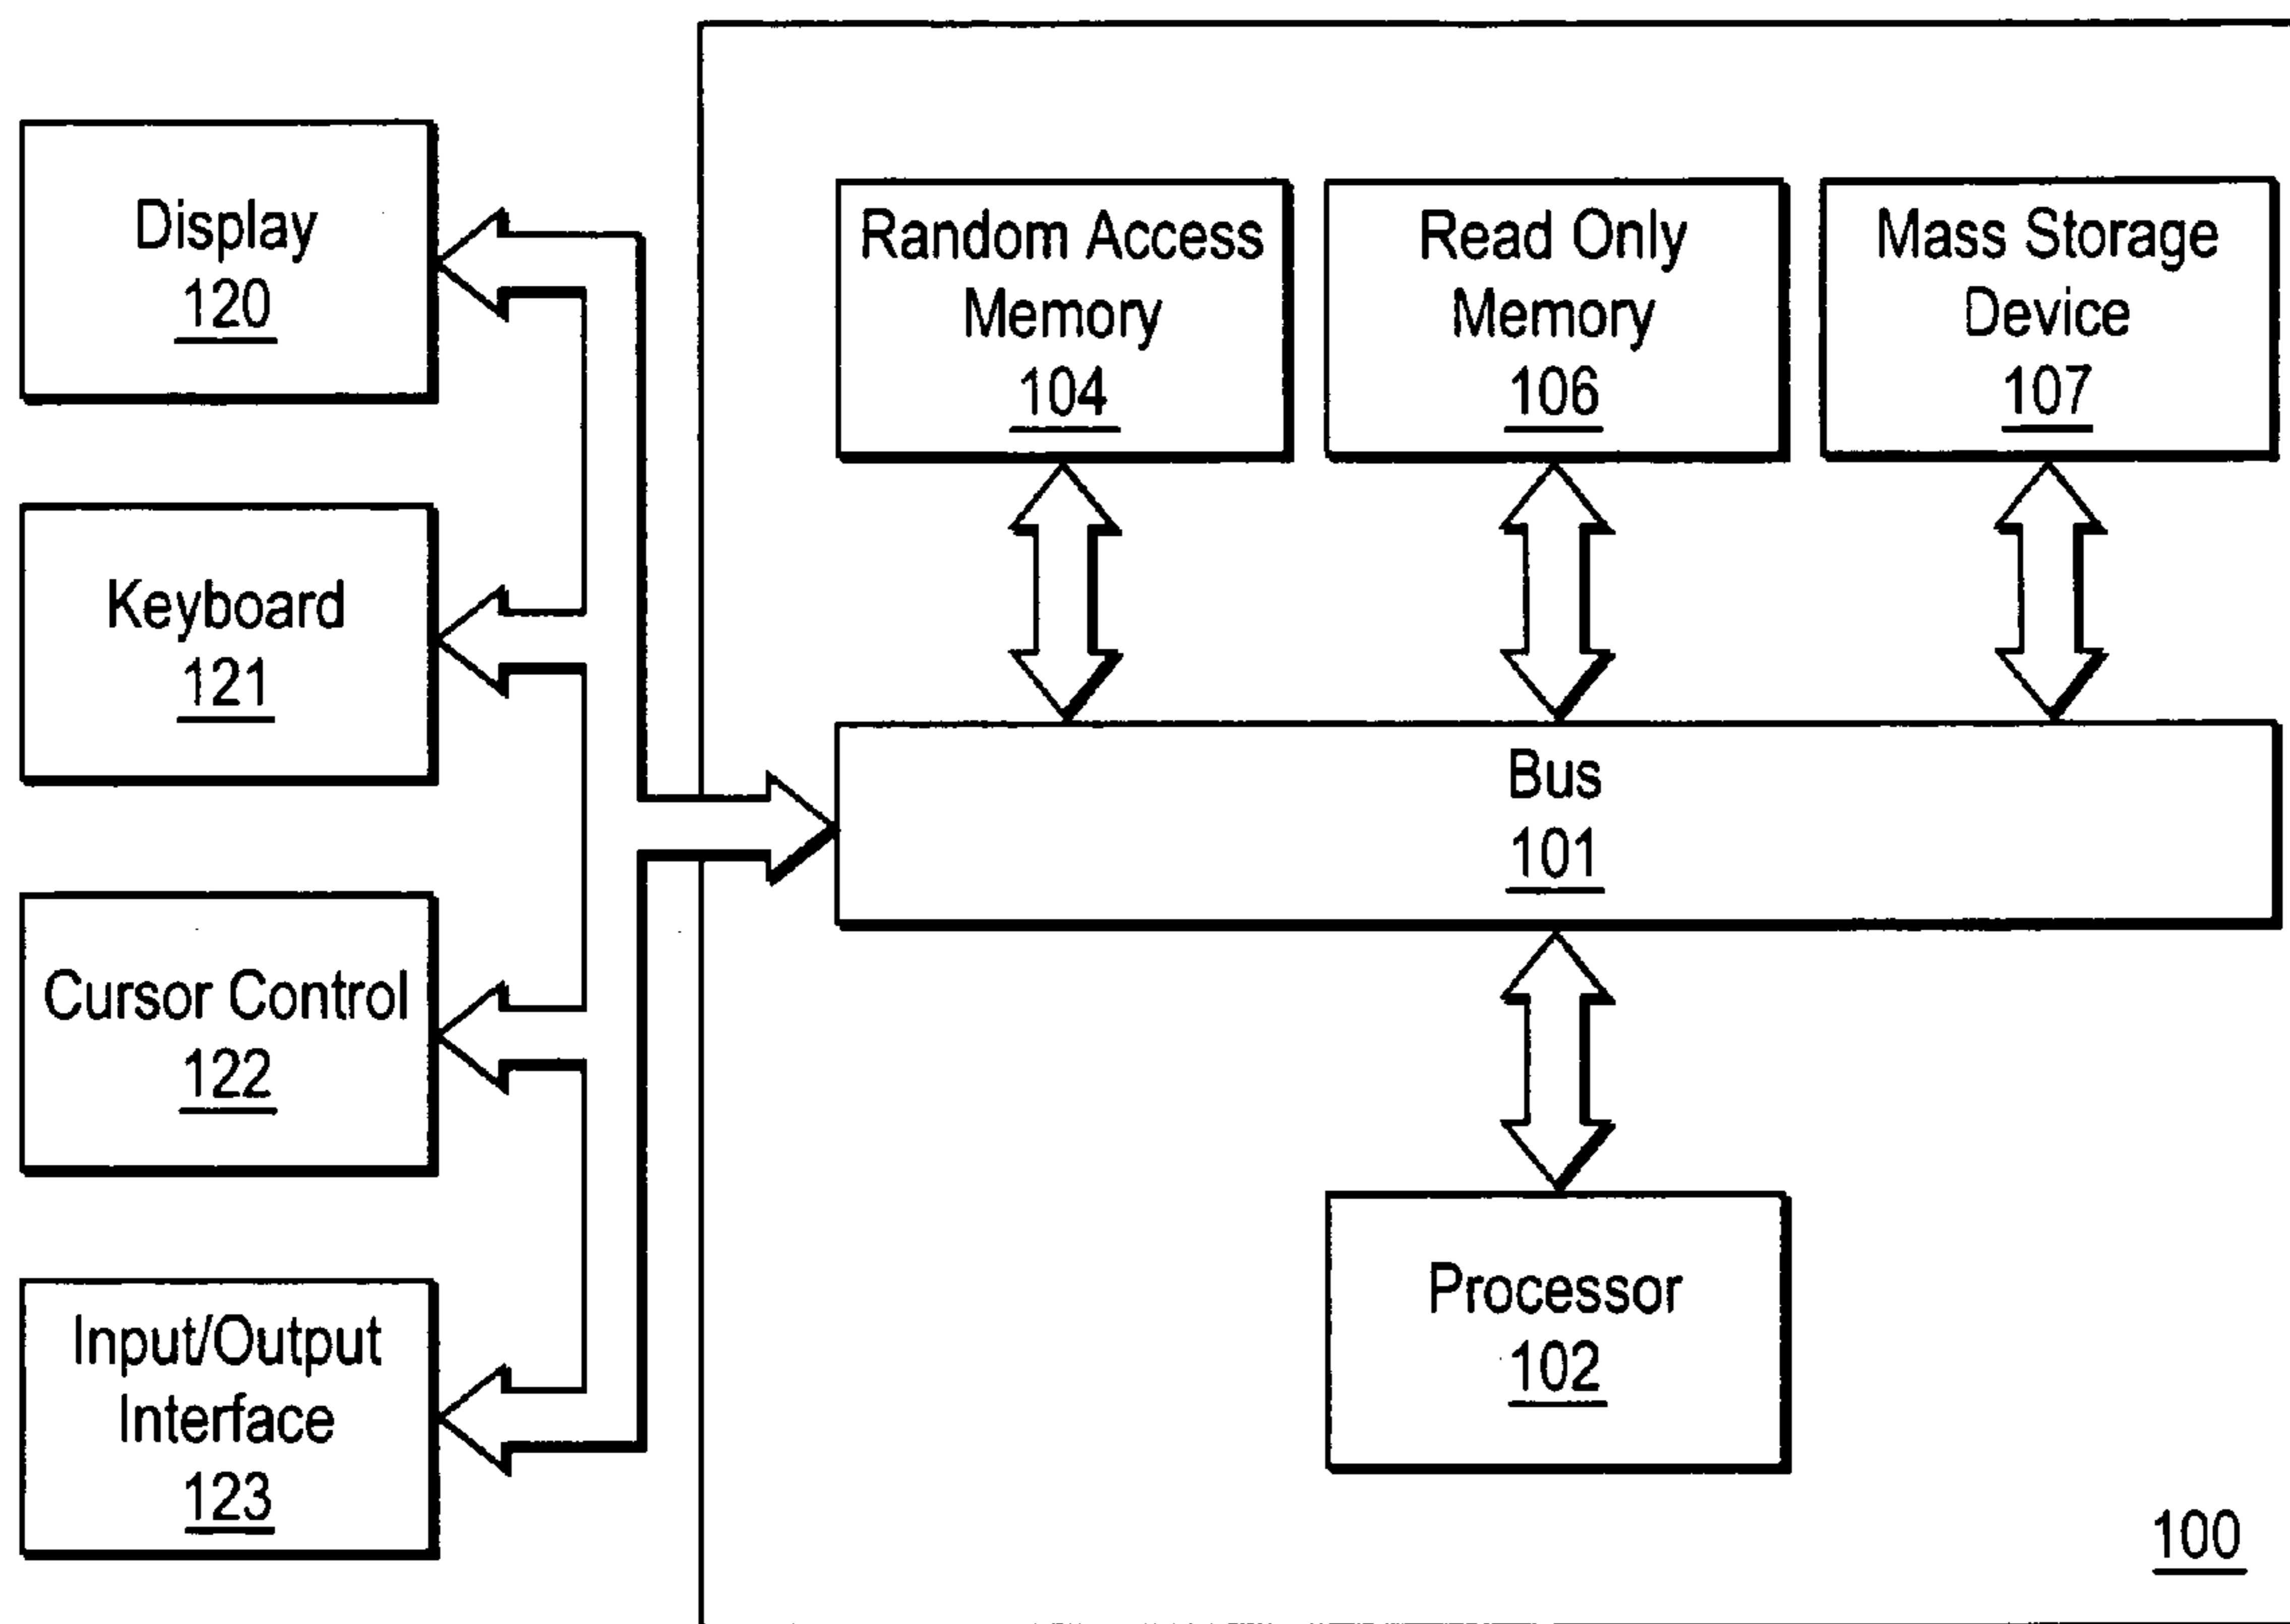 Display
120
Keyboard
121
Cursor Control
122
Input/Output
Interface
123
Random Access
Memory
104
Read Only
Memory
106
Mass Storage
Device
107
Bus
101
Processor
102
100